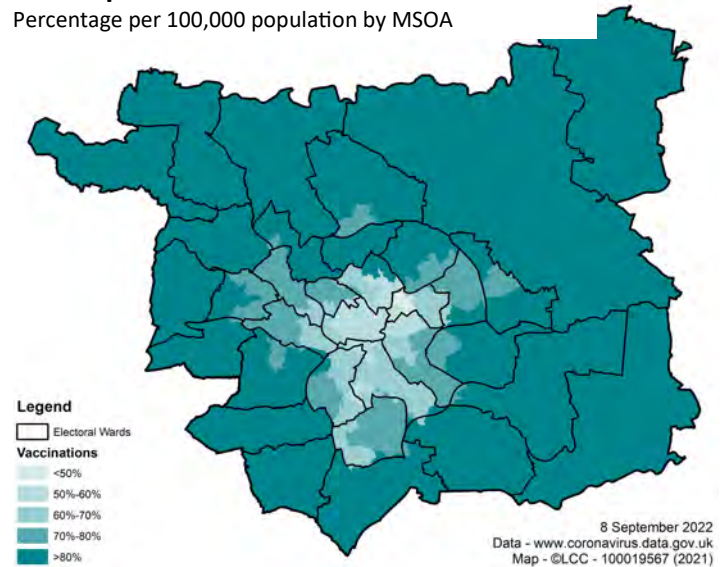 Percentage per 100,000 population by MSOA
Legend
Electoral Wards
Vaccinations
<50%
50%-60%
60%-70%
70%-80%
>80%
8 September 2022
Data - www.coronavirus.data.gov.uk
Map - ©LCC - 100019567 (2021)